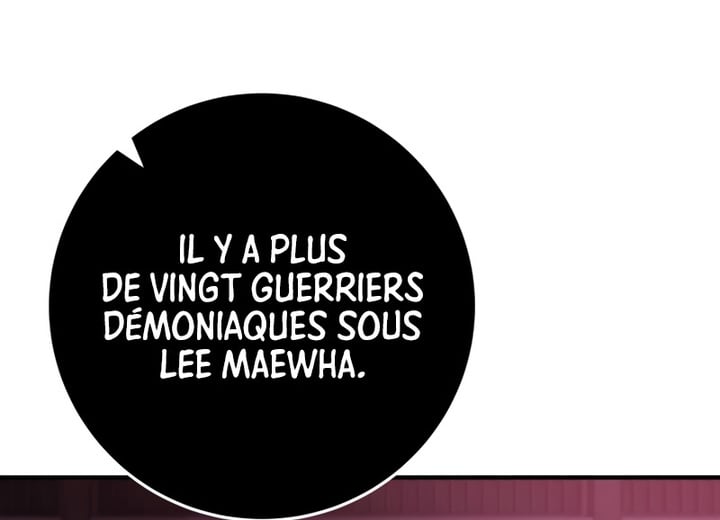 IL Y A PLUS
DE VINGT GUERRIERS
DÉMONIAQUES SOUS
LEE MAEWHA.